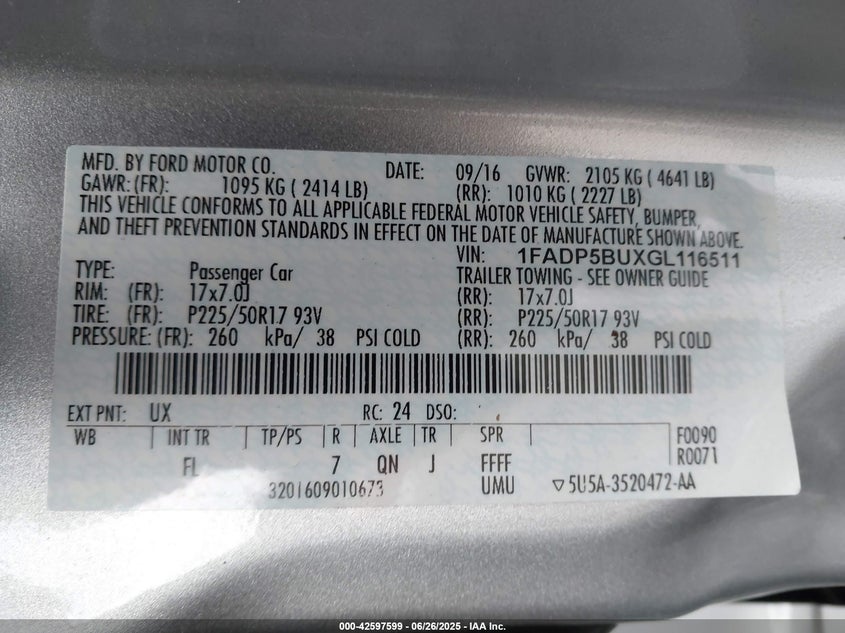 MFD. BY FORD MOTOR CO. DATE: 09/16 GVWR: 2105 KG ( 4641 LB)
GAWR: (FR): 1095 KG ( 2414 LB) (RR): 1010 KG ( 2227 LB)
THIS VEHICLE CONFORMS TO ALL APPLICABLE FEDERAL MOTOR VEHICLE SAFETY, BUMPER,
AND THEFT PREVENTION STANDARDS IN EFFECT ON THE DATE OF MANUFACTURE SHOWN ABOVE.
VIN: 1FADP5BUXGL116511
TYPE: Passenger Car TRAILER TOWING - SEE OWNER GUIDE
RIM: (FR): 17x7.0J (RR): 17x7.0J
TIRE: (FR): P225/50R17 93V (RR): P225/50R17 93V
PRESSURE: (FR): 260 kPa/ 38 PSI COLD (RR): 260 kPa/ 38 PSI COLD
EXT PNT: UX RC: 24 DSO:
WB INT TR TP/PS R AXLE TR SPR F0090
FL 7 QN J FFFF R0071
3201609010673 UMU ▽5U5A-3520472-AA
000-42597599 - 06/26/2025 - IAA Inc.